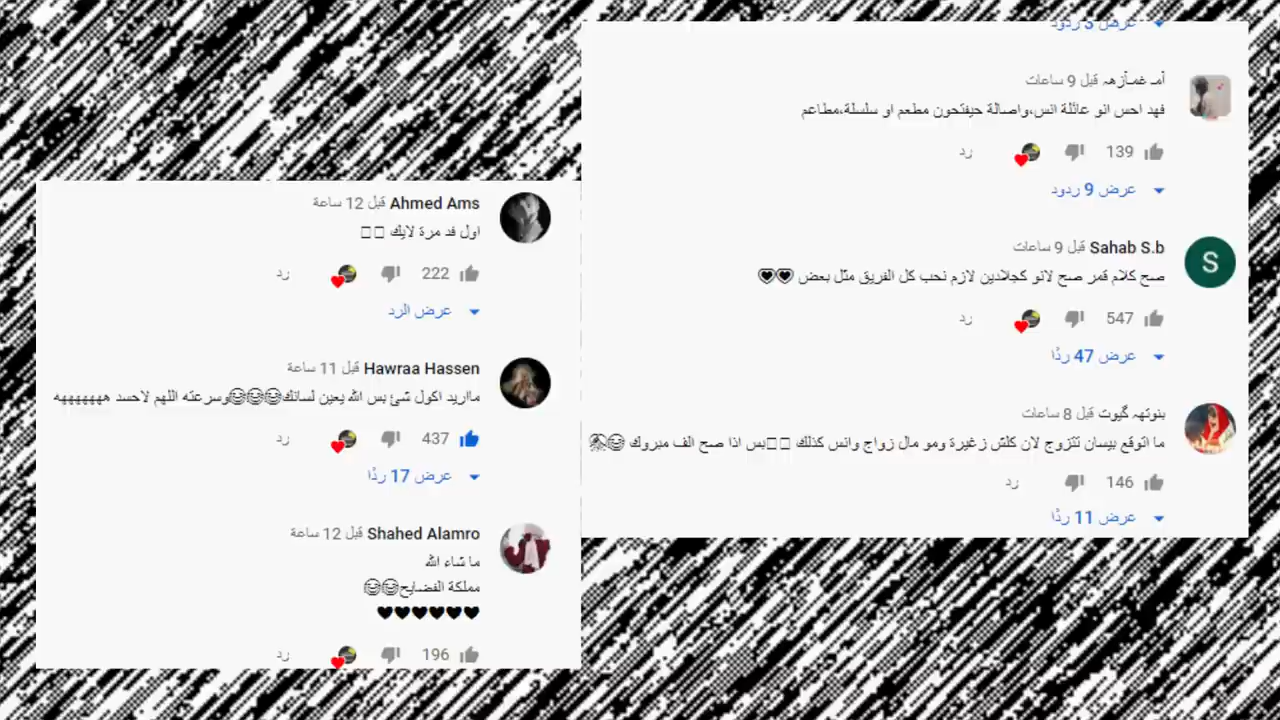 عرض 3 ردود
أمـ غمـأزهہ قبل 9 ساعات
فهد احس انو عائلة انس،واصالة حيفتحون مطعم او سلسلة،مطاعم
139
رد
عرض 9 ردود
Sahab S.b قبل 9 ساعات
S
صح كلام قمر صح لانو كجلادين لازم نحب كل الفريق مثل بعض 🖤🖤
547
رد
عرض 47 ردًا
بنوتهہ گيوت قبل 8 ساعات
ما اتوقع بيسان تتزوج لان كلش زغيرة ومو مال زواج وانس كذلك □□بس اذا صح الف مبروك
146
رد
عرض 11 ردًا
Ahmed Ams قبل 12 ساعة
اول فد مرة لايك □□
222
رد
عرض الرد
Hawraa Hassen قبل 11 ساعة
مااريد اكول شئ بس الله يعين لسانك😂😂😂وسرعته اللهم لاحسد ههههههه
437
رد
عرض 17 ردًا
Shahed Alamro قبل 12 ساعة
ما شاء الله
مملكة الفضايح😂😂
♥♥♥♥♥♥
196
رد